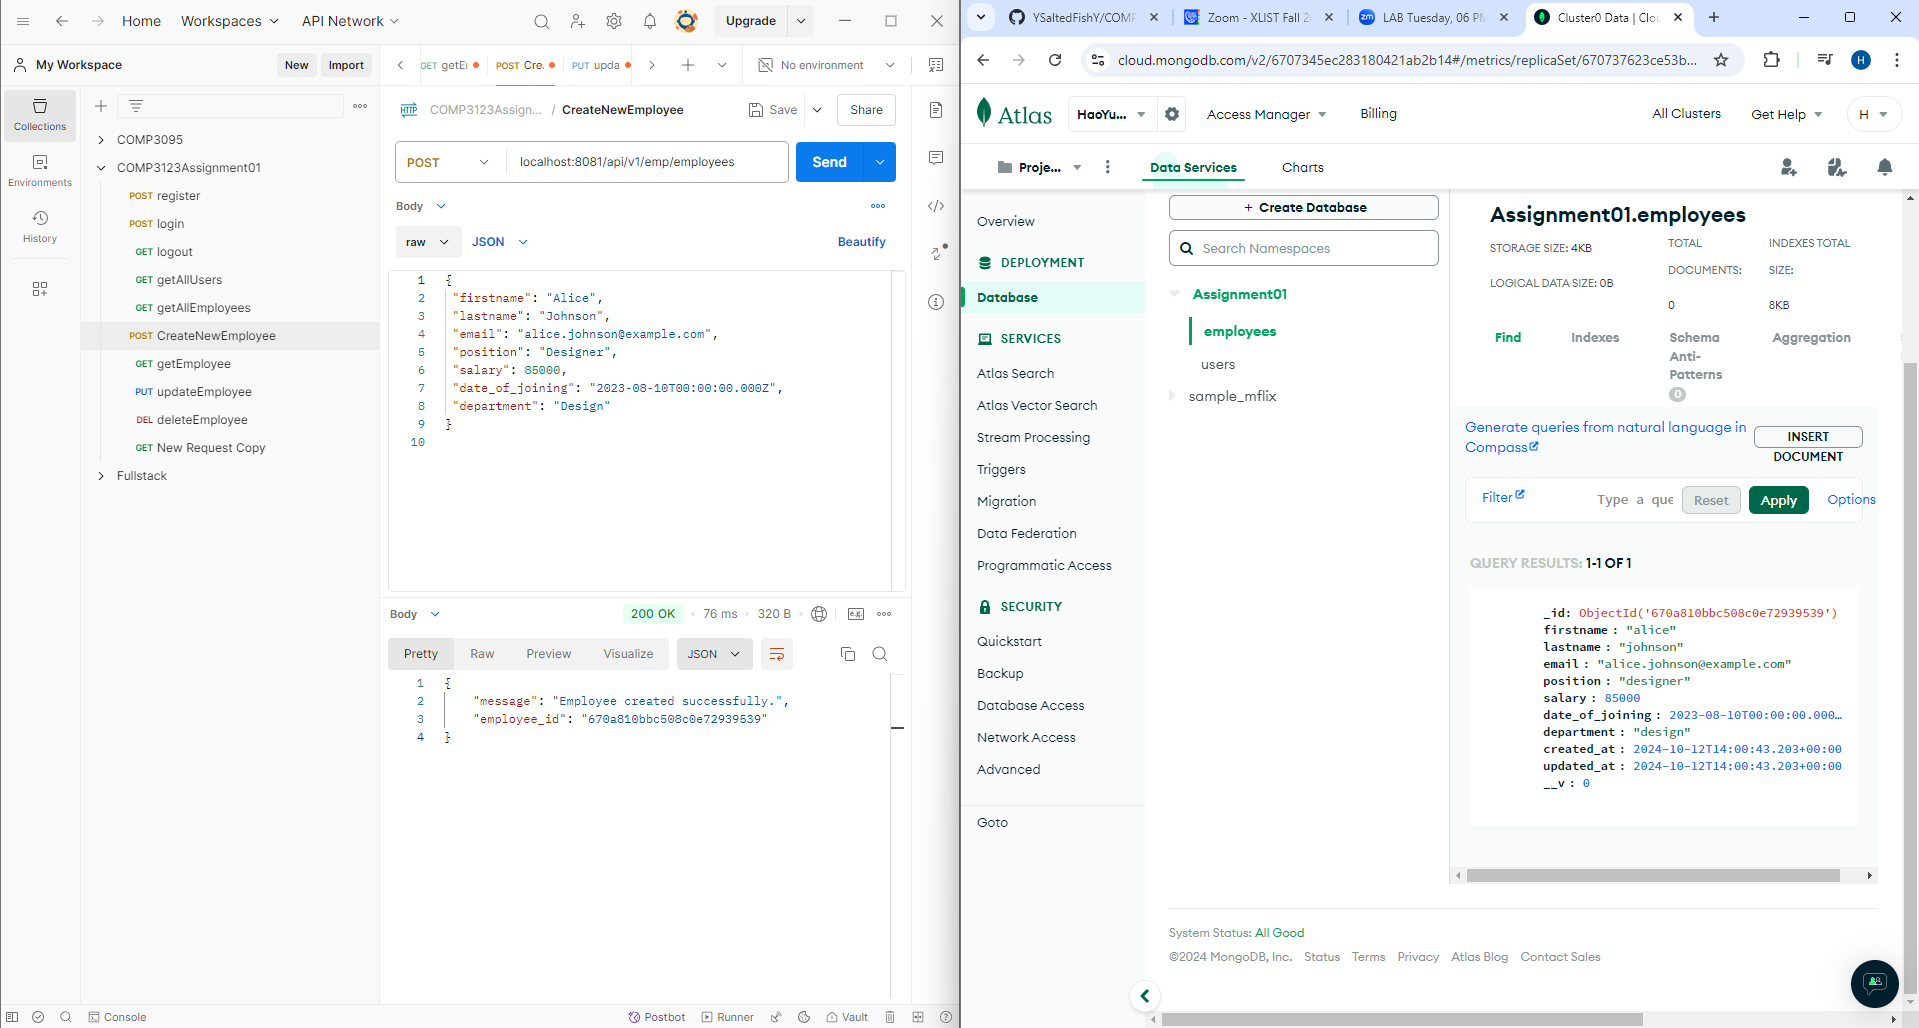 Home
Workspaces
API Network
Upgrade
My Workspace
New
Import
GET getEı
POST Cre
PUT upda
No environment
Collections
Environments
History
COMP3095
COMP3123Assignment01
POST register
POST login
GET logout
GET getAllUsers
GET getAllEmployees
POST CreateNewEmployee
GET getEmployee
PUT updateEmployee
DEL deleteEmployee
GET New Request Copy
Fullstack
HTTP
COMP3123Assign... / CreateNewEmployee
Save
Share
POST
localhost:8081/api/v1/emp/employees
Send
Body
raw
JSON
Beautify
1 {
2 "firstname": "Alice",
3 "lastname": "Johnson",
4 "email": "alice.johnson@example.com",
5 "position": "Designer",
6 "salary": 85000,
7 "date_of_joining": "2023-08-10T00:00:00.000Z",
8 "department": "Design"
9 }
10
Body
200 OK • 76 ms • 320 B
e.g.
Pretty
Raw
Preview
Visualize
JSON
1 {
2 "message": "Employee created successfully.",
3 "employee_id": "670a810bbc508c0e72939539"
4 }
Console
Postbot
Runner
Vault
YSaltedFishY/COMP
Zoom - XLIST Fall 2
zm LAB Tuesday, 06 PM
Cluster0 Data | Clou
cloud.mongodb.com/v2/6707345ec283180421ab2b14#/metrics/replicaSet/670737623ce53b...
H
Atlas
HaoYu...
Access Manager
Billing
All Clusters
Get Help
H
Proje...
Data Services
Charts
Overview
DEPLOYMENT
Database
SERVICES
Atlas Search
Atlas Vector Search
Stream Processing
Triggers
Migration
Data Federation
Programmatic Access
SECURITY
Quickstart
Backup
Database Access
Network Access
Advanced
Goto
+ Create Database
Search Namespaces
Assignment01
employees
users
sample_mflix
Assignment01.employees
STORAGE SIZE: 4KB
LOGICAL DATA SIZE: 0B
TOTAL
DOCUMENTS:
0
INDEXES TOTAL
SIZE:
8KB
Find
Indexes
Schema
Anti-
Patterns
0
Aggregation
Generate queries from natural language in
Compass
INSERT
DOCUMENT
Filter
Type a que
Reset
Apply
Options
QUERY RESULTS: 1-1 OF 1
_id: ObjectId('670a810bbc508c0e72939539')
firstname : "alice"
lastname : "johnson"
email : "alice.johnson@example.com"
position : "designer"
salary : 85000
date_of_joining : 2023-08-10T00:00:00.000…
department : "design"
created_at : 2024-10-12T14:00:43.203+00:00
updated_at : 2024-10-12T14:00:43.203+00:00
__v : 0
System Status: All Good
©2024 MongoDB, Inc. Status Terms Privacy Atlas Blog Contact Sales